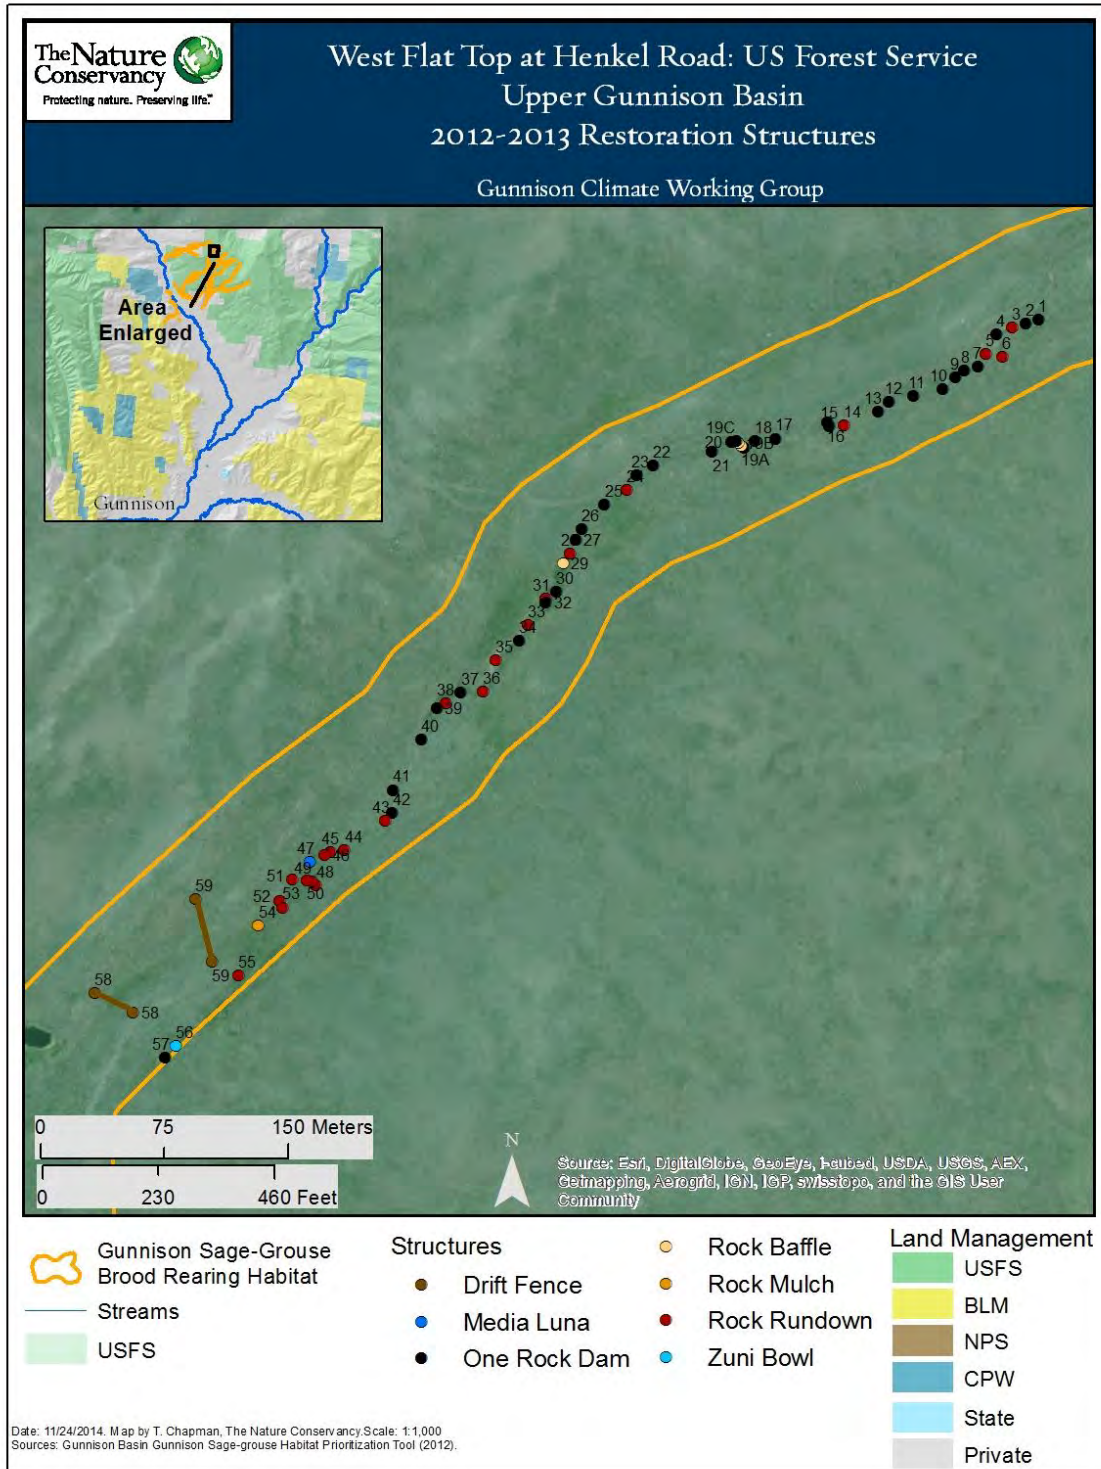 The Nature
Conservancy
Protecting nature. Preserving life.™
West Flat Top at Henkel Road: US Forest Service
Upper Gunnison Basin
2012-2013 Restoration Structures
Gunnison Climate Working Group
Area
Enlarged
Gunnison
1
2
3
4
5
6
7
8
9
10
11
12
13
14
15
16
17
18
19B
19A
19C
20
21
22
23
24
25
26
27
29
30
31
32
33
34
35
36
37
38
39
40
41
42
43
44
45
46
47
48
49
50
51
52
53
54
55
59
59
58
58
56
57
0 75 150 Meters
0 230 460 Feet
N
Source: Esri, DigitalGlobe, GeoEye, i-cubed, USDA, USGS, AEX,
Getmapping, Aerogrid, IGN, IGP, swisstopo, and the GIS User
Community
Gunnison Sage-Grouse
Brood Rearing Habitat
Streams
USFS
Structures
Drift Fence
Media Luna
One Rock Dam
Rock Baffle
Rock Mulch
Rock Rundown
Zuni Bowl
Land Management
USFS
BLM
NPS
CPW
State
Private
Date: 11/24/2014. Map by T. Chapman, The Nature Conservancy.Scale: 1:1,000
Sources: Gunnison Basin Gunnison Sage-grouse Habitat Prioritization Tool (2012).